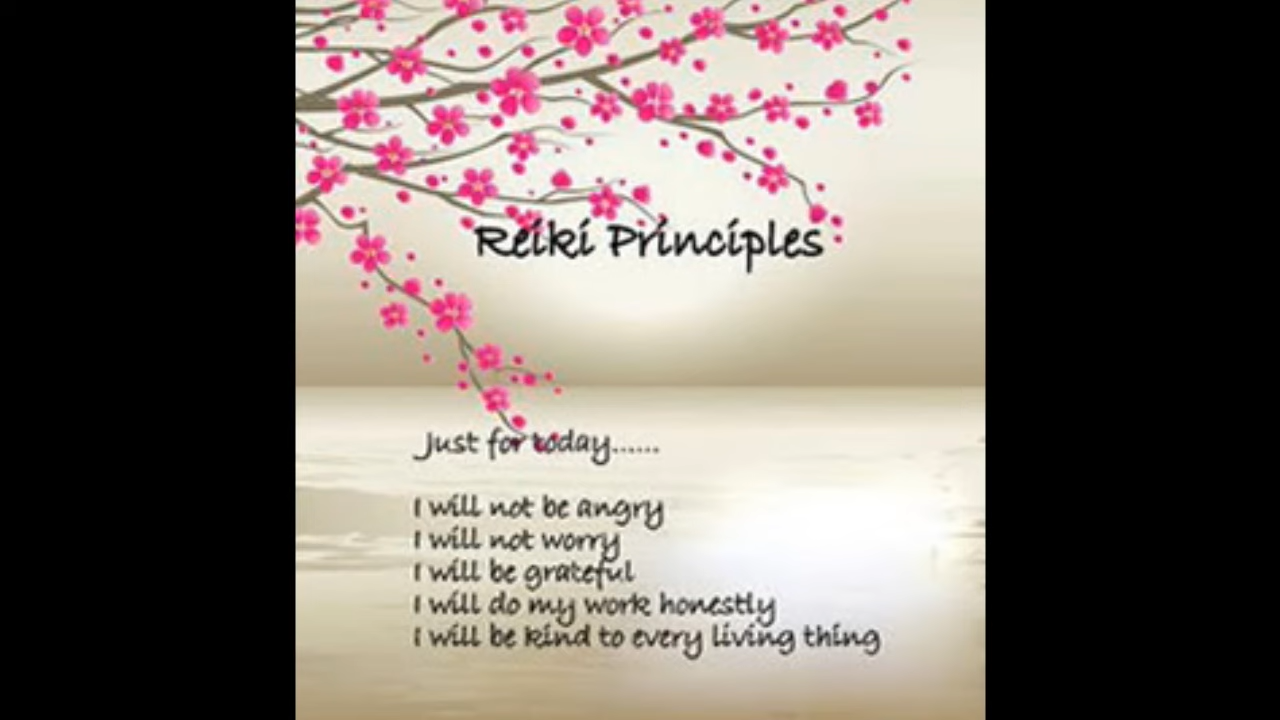 Reiki Principles
Just for today......
I will not be angry
I will not worry
I will be grateful
I will do my work honestly
I will be kind to every living thing